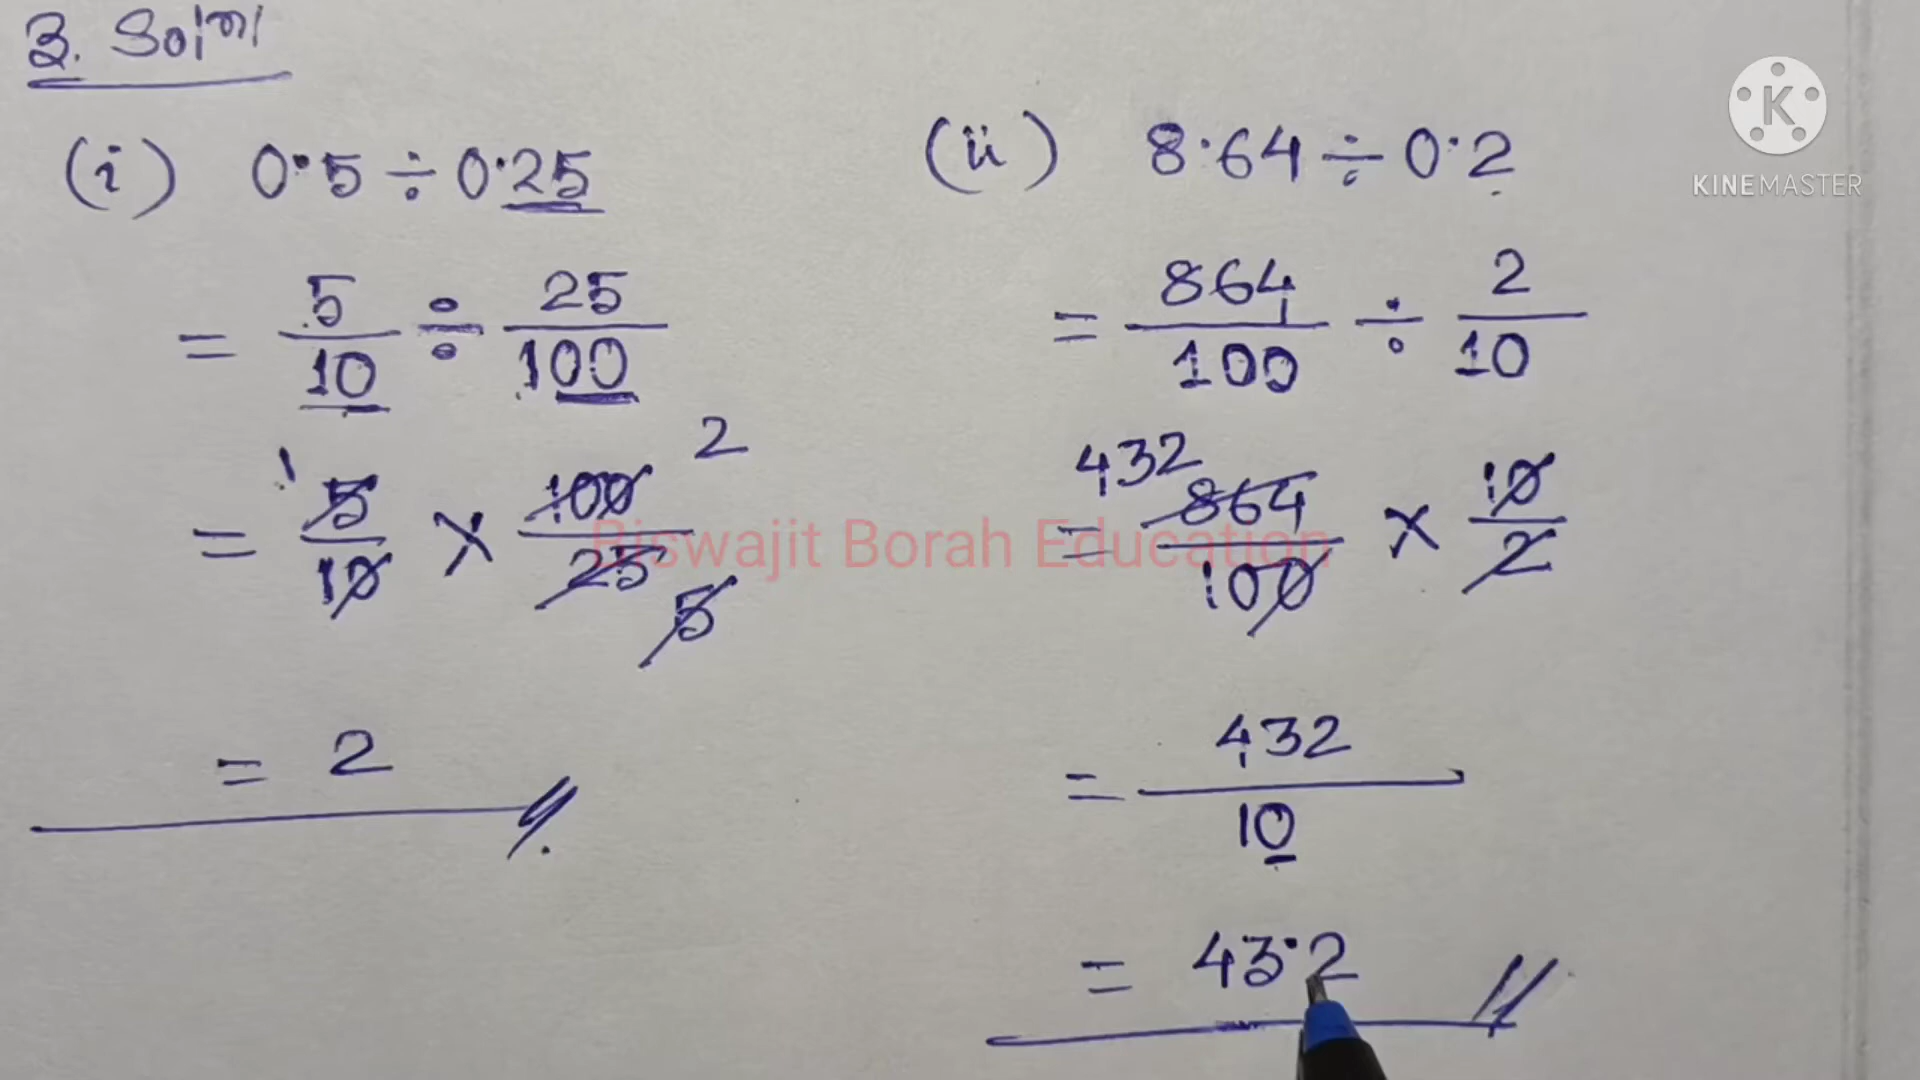 3. Solⁿ
(i) 0.5 ÷ 0.25
= 5/10 ÷ 25/100
= 5/10 × 100/25
1 2 5
= 2
(ii) 8.64 ÷ 0.2
= 864/100 ÷ 2/10
432
= 864/100 × 10/2
= 432/10
= 43.2
KINEMASTER
Biswajit Borah Education